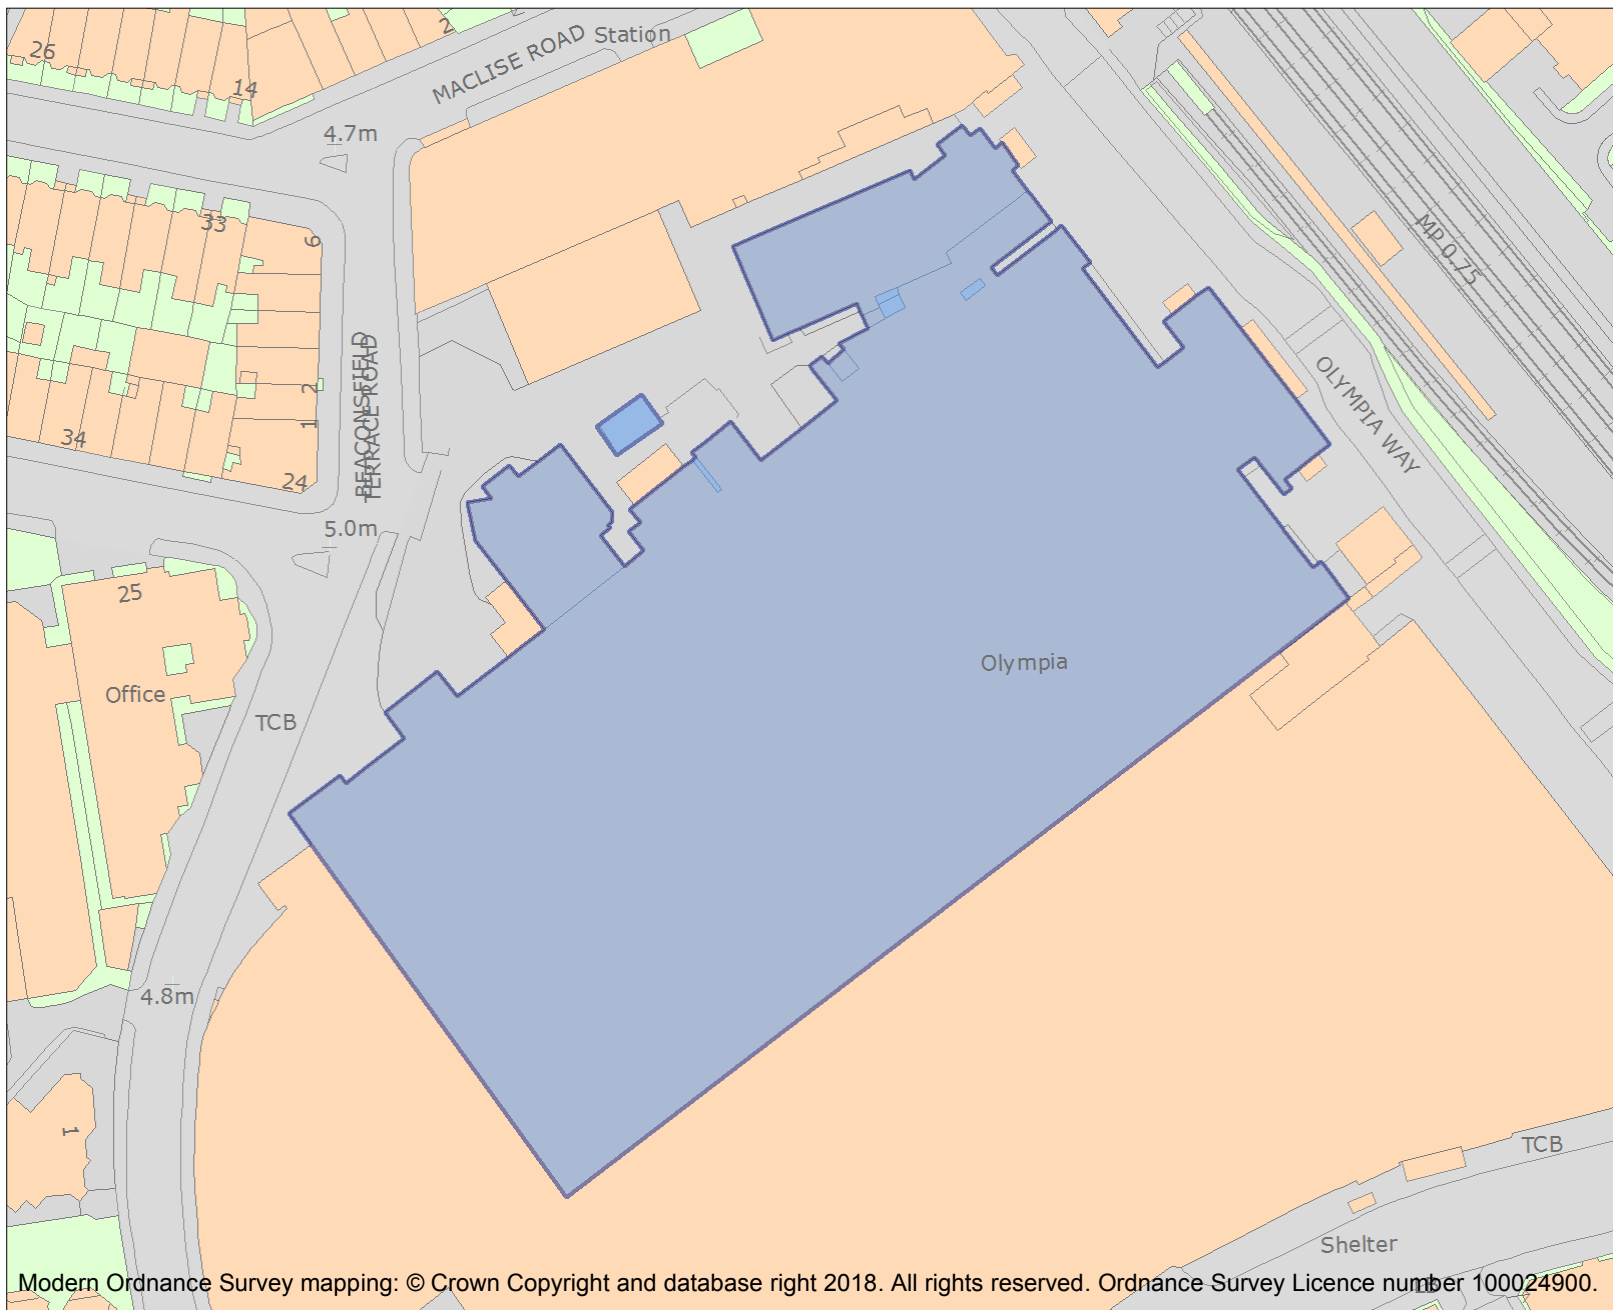 2
26
MACLISE ROAD
Station
14
4.7m
33
6
MP 0.75
BEACONSFIELD
TERRACE ROAD
2
1
OLYMPIA WAY
34
24
5.0m
25
Olympia
Office
TCB
4.8m
1
TCB
Shelter
LB
Modern Ordnance Survey mapping: © Crown Copyright and database right 2018. All rights reserved. Ordnance Survey Licence number 100024900.